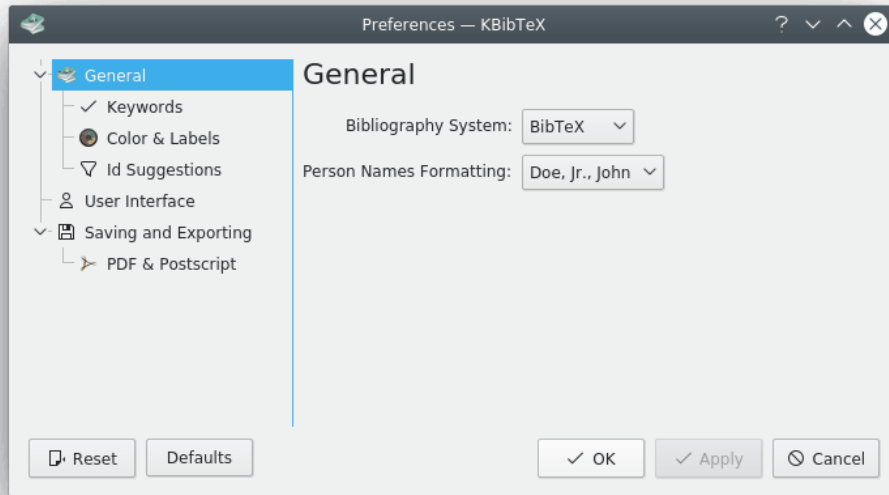 Preferences — KBibTeX
General
Keywords
Color & Labels
Id Suggestions
User Interface
Saving and Exporting
PDF & Postscript
General
Bibliography System: BibTeX
Person Names Formatting: Doe, Jr., John
Reset Defaults OK Apply Cancel